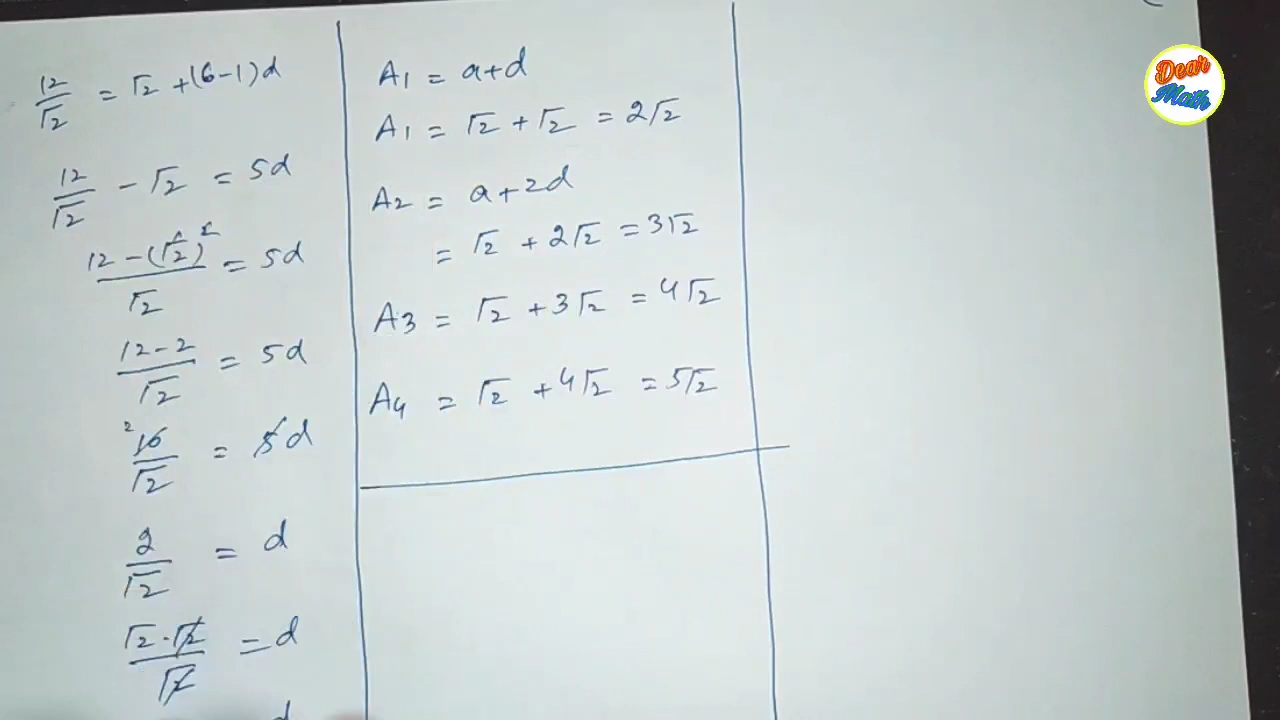 12/√2 = √2 + (6-1)d
12/√2 - √2 = 5d
12-(√2)²/√2 = 5d
12-2/√2 = 5d
10/√2 = 5d
2
2/√2 = d
√2·√2/√2 = d
d
A1 = a+d
A1 = √2 + √2 = 2√2
A2 = a+2d
= √2 + 2√2 = 3√2
A3 = √2 + 3√2 = 4√2
A4 = √2 + 4√2 = 5√2
Dear
Math